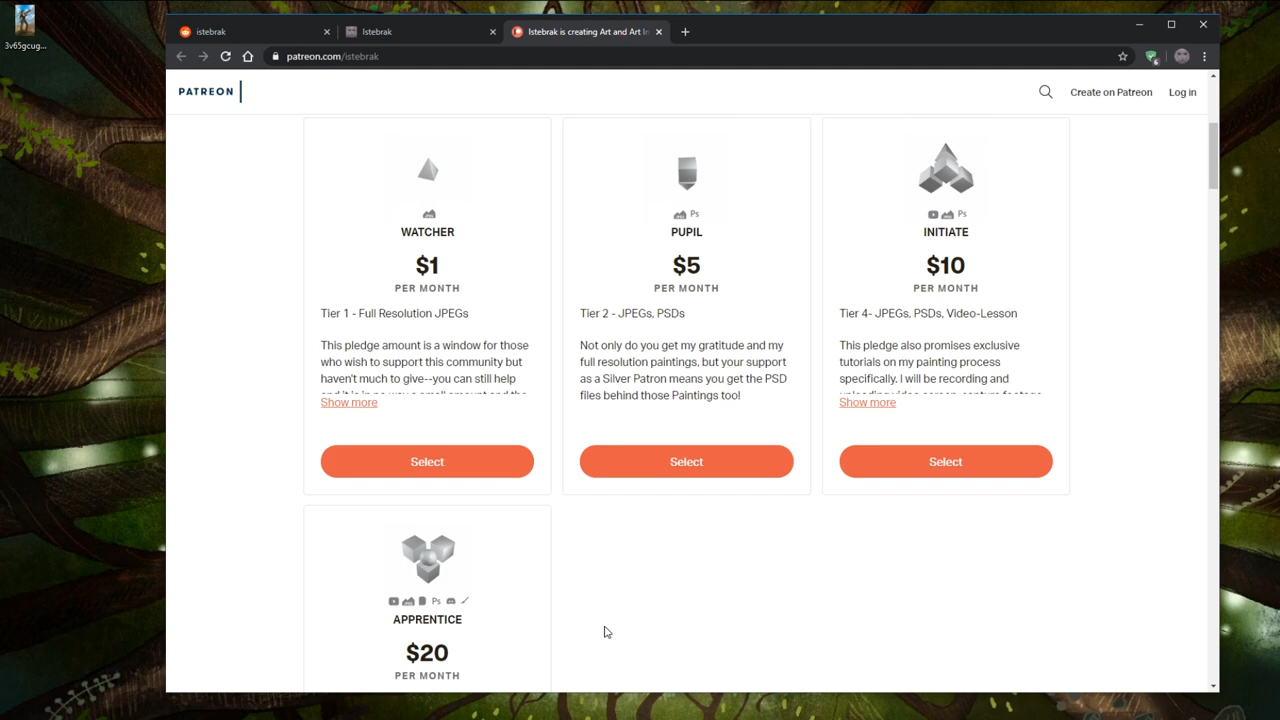 3v65gcug...
istebrak
Istebrak
Istebrak is creating Art and Art In
patreon.com/istebrak
6
PATREON
Create on Patreon
Log in
Ps
Ps
WATCHER
PUPIL
INITIATE
$1
$5
$10
PER MONTH
PER MONTH
PER MONTH
Tier 1 - Full Resolution JPEGs
This pledge amount is a window for those
who wish to support this community but
haven't much to give--you can still help
Show more
Select
Tier 2 - JPEGs, PSDs
Not only do you get my gratitude and my
full resolution paintings, but your support
as a Silver Patron means you get the PSD
files behind those Paintings too!
Select
Tier 4- JPEGs, PSDs, Video-Lesson
This pledge also promises exclusive
tutorials on my painting process
specifically. I will be recording and
Show more
Select
Ps
APPRENTICE
$20
PER MONTH